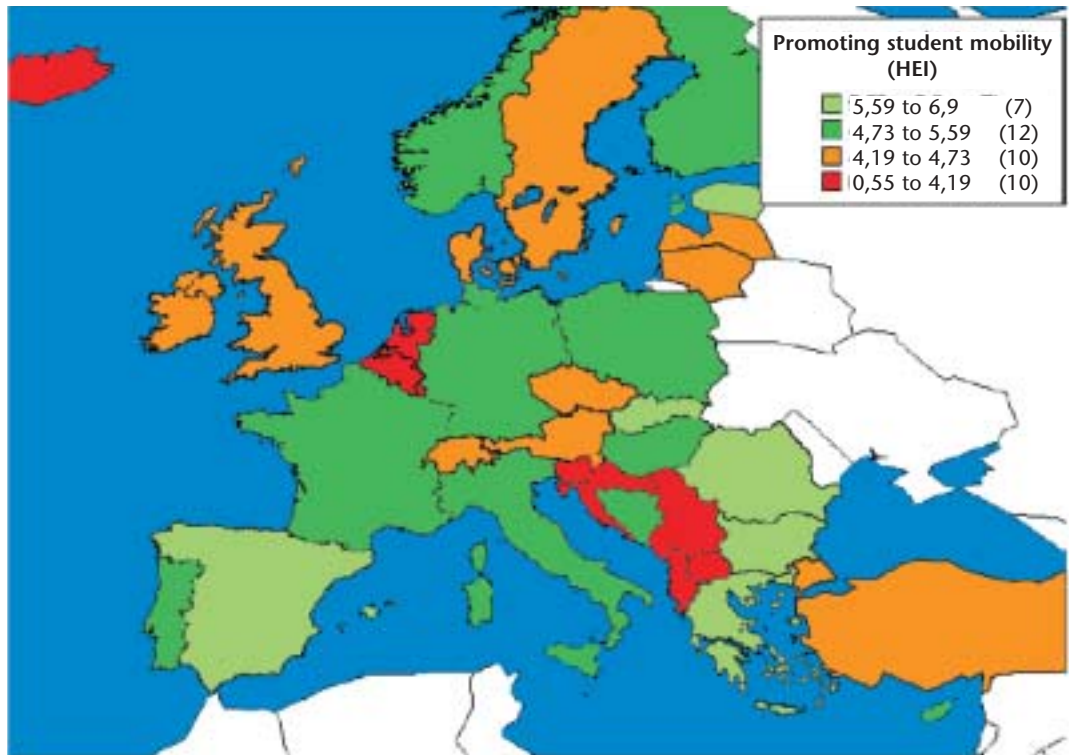 Promoting student mobility
(HEI)
5,59 to 6,9 (7)
4,73 to 5,59 (12)
4,19 to 4,73 (10)
0,55 to 4,19 (10)